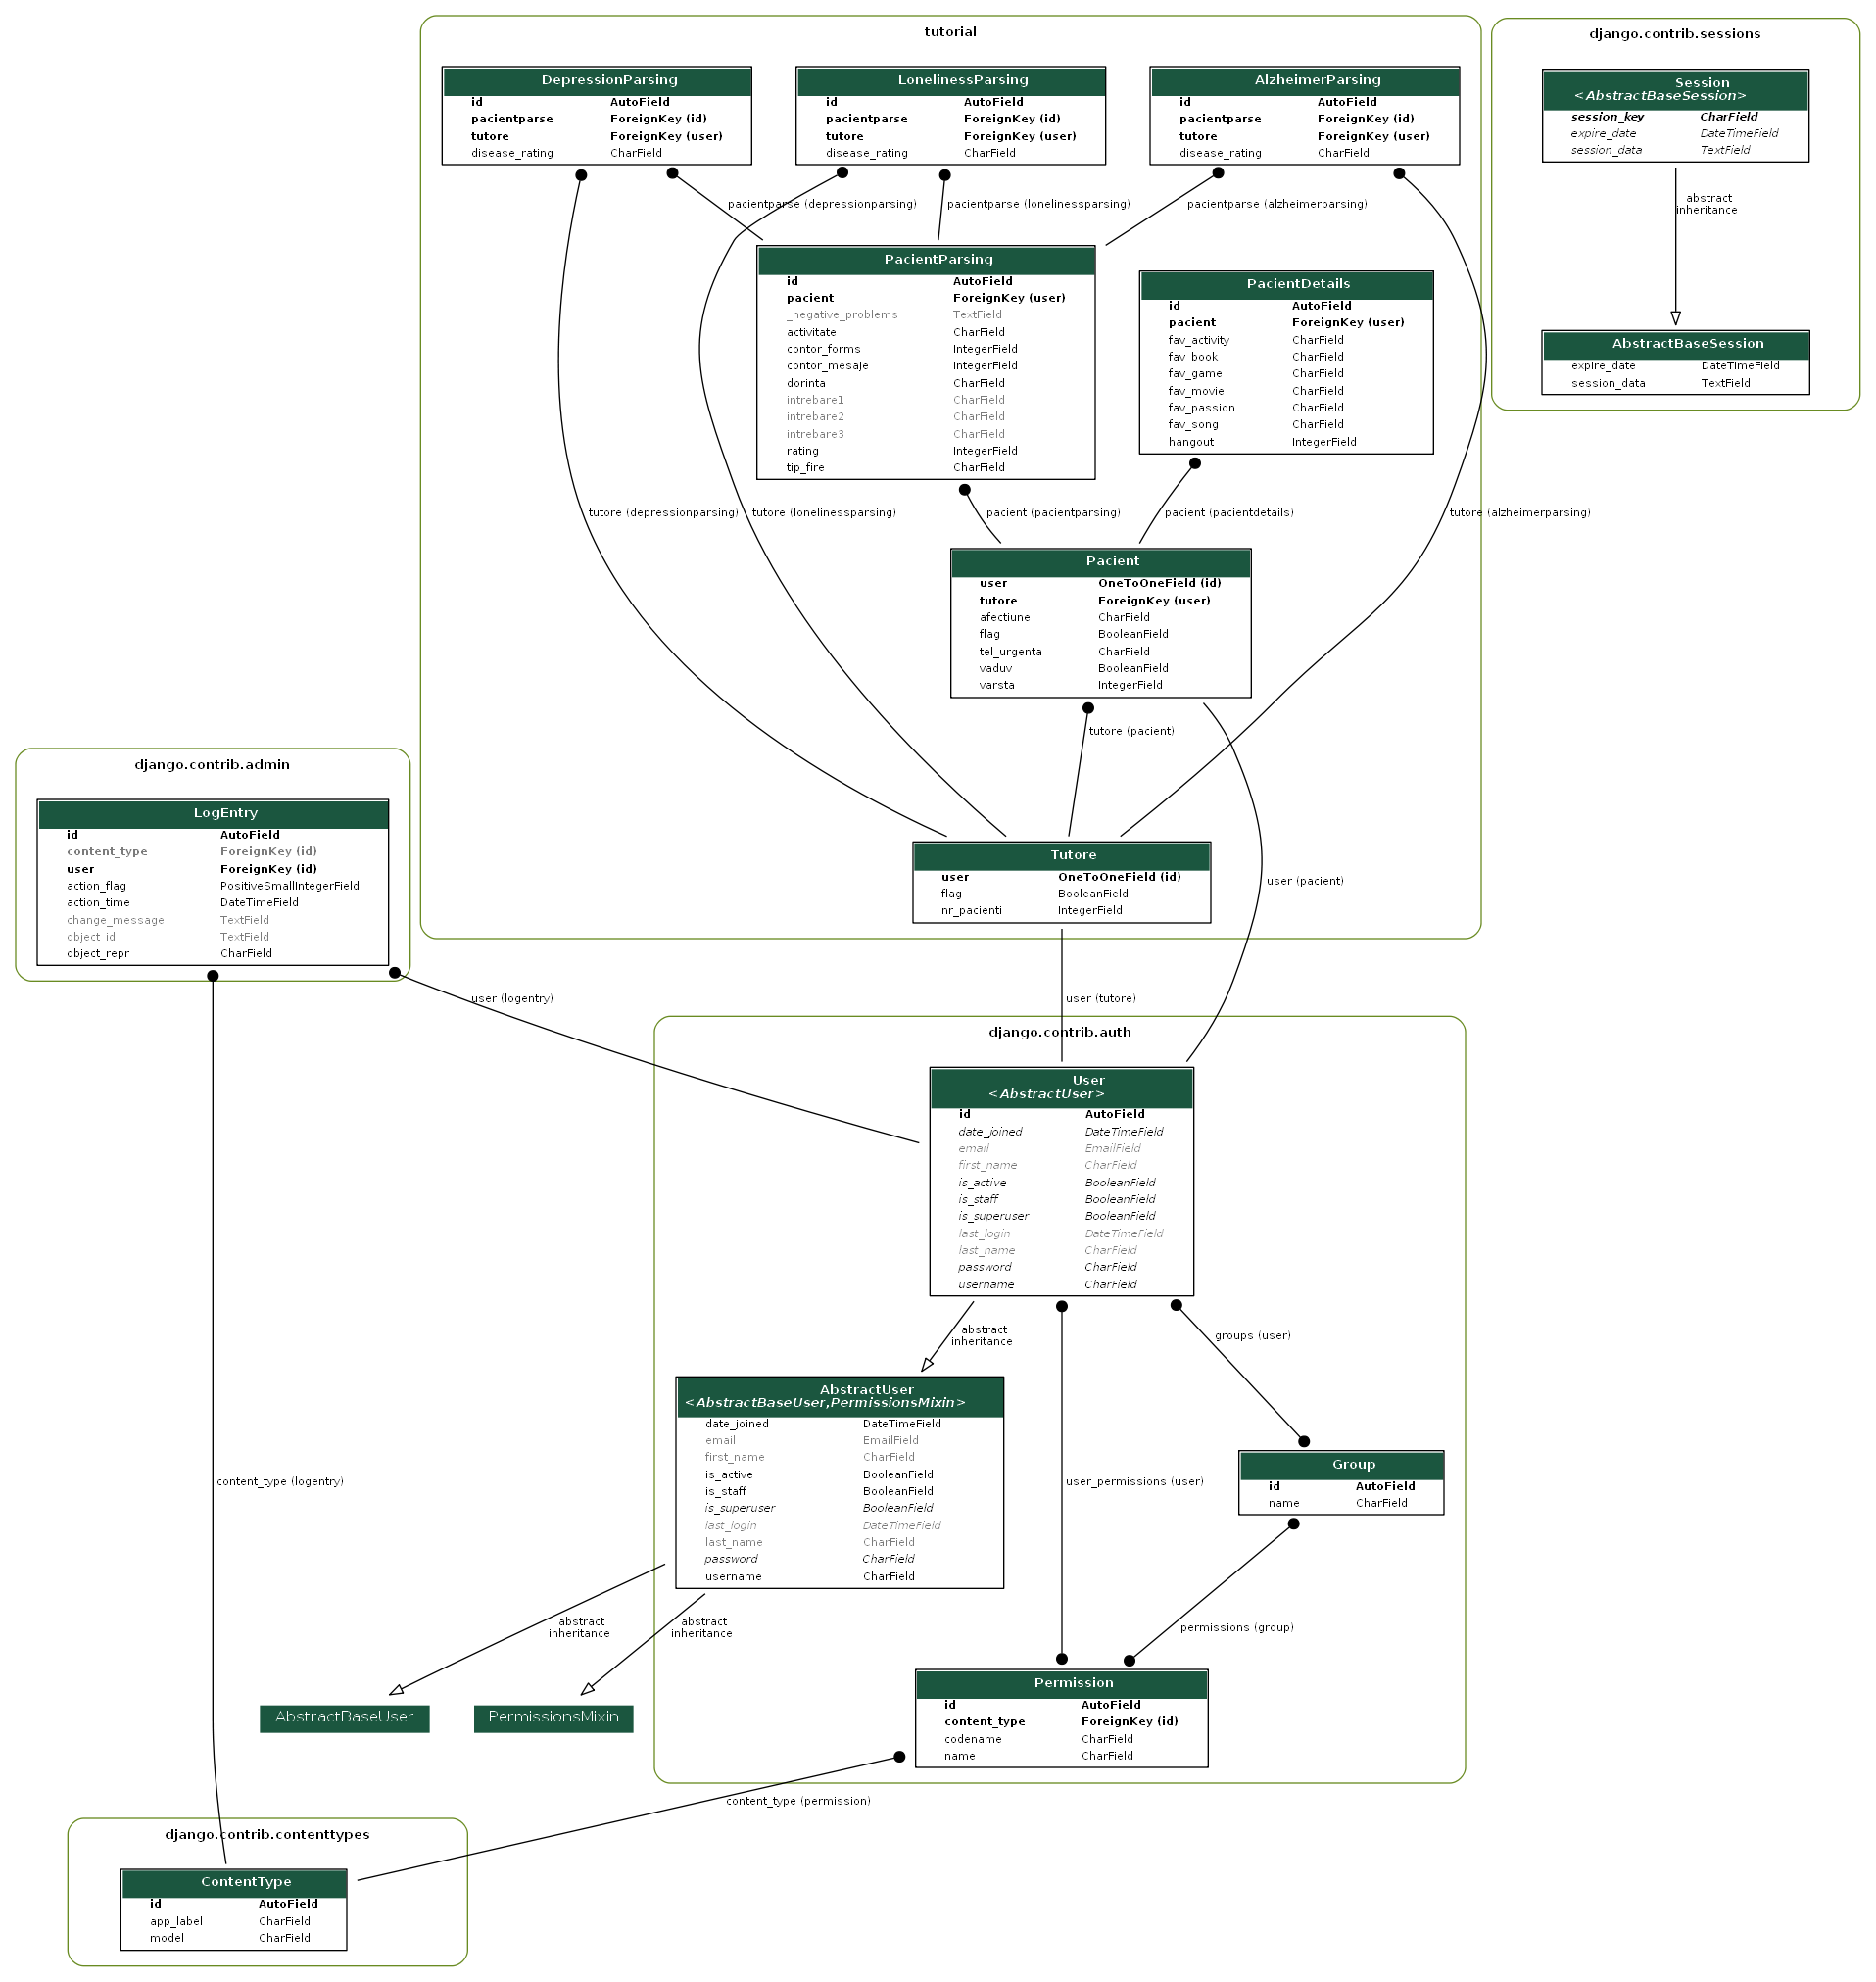 tutorial
DepressionParsing
id AutoField
pacientparse ForeignKey (id)
tutore ForeignKey (user)
disease_rating CharField
LonelinessParsing
id AutoField
pacientparse ForeignKey (id)
tutore ForeignKey (user)
disease_rating CharField
AlzheimerParsing
id AutoField
pacientparse ForeignKey (id)
tutore ForeignKey (user)
disease_rating CharField
django.contrib.sessions
Session
<AbstractBaseSession>
session_key CharField
expire_date DateTimeField
session_data TextField
abstract
inheritance
AbstractBaseSession
expire_date DateTimeField
session_data TextField
pacientparse (depressionparsing)
pacientparse (lonelinessparsing)
pacientparse (alzheimerparsing)
PacientParsing
id AutoField
pacient ForeignKey (user)
_negative_problems TextField
activitate CharField
contor_forms IntegerField
contor_mesaje IntegerField
dorinta CharField
intrebare1 CharField
intrebare2 CharField
intrebare3 CharField
rating IntegerField
tip_fire CharField
PacientDetails
id AutoField
pacient ForeignKey (user)
fav_activity CharField
fav_book CharField
fav_game CharField
fav_movie CharField
fav_passion CharField
fav_song CharField
hangout IntegerField
tutore (depressionparsing)
tutore (lonelinessparsing)
pacient (pacientparsing)
pacient (pacientdetails)
tutore (alzheimerparsing)
Pacient
user OneToOneField (id)
tutore ForeignKey (user)
afectiune CharField
flag BooleanField
tel_urgenta CharField
vaduv BooleanField
varsta IntegerField
tutore (pacient)
django.contrib.admin
LogEntry
id AutoField
content_type ForeignKey (id)
user ForeignKey (id)
action_flag PositiveSmallIntegerField
action_time DateTimeField
change_message TextField
object_id TextField
object_repr CharField
Tutore
user OneToOneField (id)
flag BooleanField
nr_pacienti IntegerField
user (pacient)
user (logentry)
user (tutore)
django.contrib.auth
User
<AbstractUser>
id AutoField
date_joined DateTimeField
email EmailField
first_name CharField
is_active BooleanField
is_staff BooleanField
is_superuser BooleanField
last_login DateTimeField
last_name CharField
password CharField
username CharField
abstract
inheritance
groups (user)
AbstractUser
<AbstractBaseUser,PermissionsMixin>
date_joined DateTimeField
email EmailField
first_name CharField
is_active BooleanField
is_staff BooleanField
is_superuser BooleanField
last_login DateTimeField
last_name CharField
password CharField
username CharField
content_type (logentry)
user_permissions (user)
Group
id AutoField
name CharField
abstract
inheritance
abstract
inheritance
permissions (group)
AbstractBaseUser
PermissionsMixin
Permission
id AutoField
content_type ForeignKey (id)
codename CharField
name CharField
content_type (permission)
django.contrib.contenttypes
ContentType
id AutoField
app_label CharField
model CharField